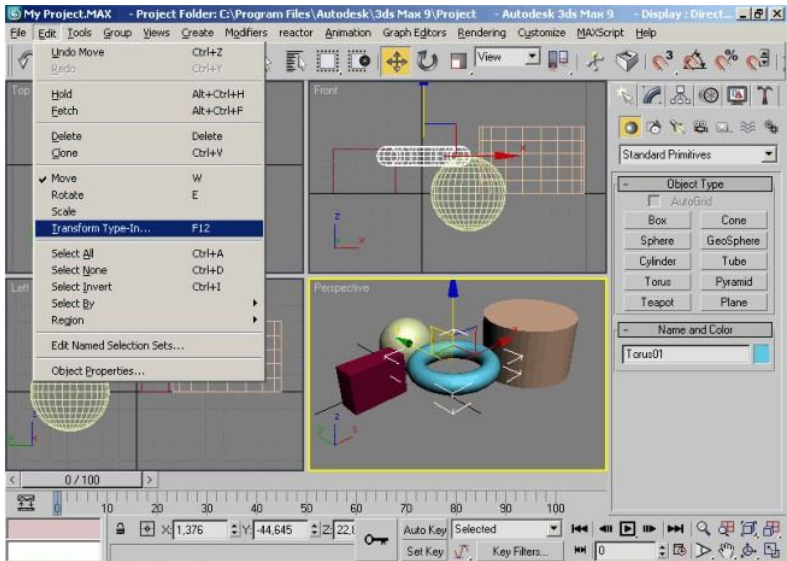 My Project.MAX - Project Folder: C:\Program Files\Autodesk\3ds Max 9\Project - Autodesk 3ds Max 9 - Display : Direct...
File Edit Tools Group Views Create Modifiers reactor Animation Graph Editors Rendering Customize MAXScript Help
View
Undo Move Ctrl+Z
Redo Ctrl+Y
Hold Alt+Ctrl+H
Fetch Alt+Ctrl+F
Delete Delete
Clone Ctrl+V
Move W
Rotate E
Scale
Transform Type-In... F12
Select All Ctrl+A
Select None Ctrl+D
Select Invert Ctrl+I
Select By
Region
Edit Named Selection Sets...
Object Properties...
Top
Front
z
x
Left
Perspective
z
x
y
Standard Primitives
Object Type
AutoGrid
Box Cone
Sphere GeoSphere
Cylinder Tube
Torus Pyramid
Teapot Plane
Name and Color
Torus01
0 / 100
0 10 20 30 40 50 60 70 80 90 100
X: 1,376 Y: -44,645 Z: 22,
Auto Key Selected
Set Key Key Filters... 0